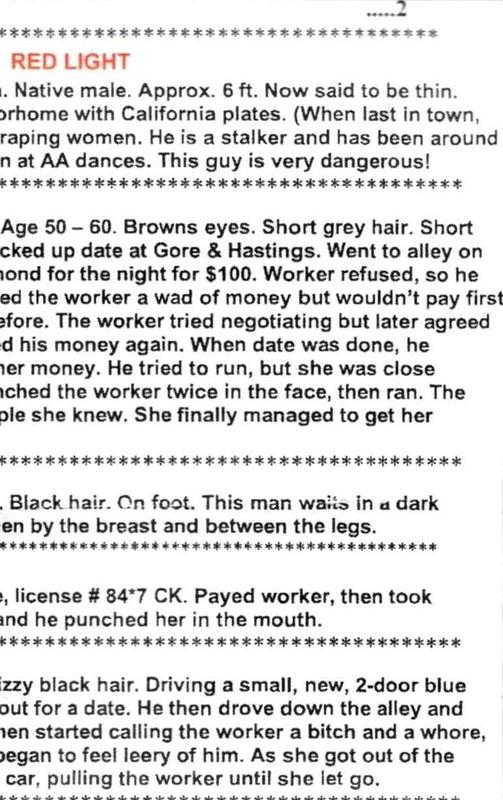 .....2
************************************
RED LIGHT
. Native male. Approx. 6 ft. Now said to be thin.
orhome with California plates. (When last in town,
raping women. He is a stalker and has been around
n at AA dances. This guy is very dangerous!
**************************************
Age 50 – 60. Browns eyes. Short grey hair. Short
cked up date at Gore & Hastings. Went to alley on
mond for the night for $100. Worker refused, so he
ed the worker a wad of money but wouldn't pay first
efore. The worker tried negotiating but later agreed
d his money again. When date was done, he
her money. He tried to run, but she was close
nched the worker twice in the face, then ran. The
ple she knew. She finally managed to get her
**************************************
. Black hair. On foot. This man waits in a dark
en by the breast and between the legs.
**************************************
e, license # 84*7 CK. Payed worker, then took
and he punched her in the mouth.
**************************************
izzy black hair. Driving a small, new, 2-door blue
out for a date. He then drove down the alley and
hen started calling the worker a bitch and a whore,
began to feel leery of him. As she got out of the
car, pulling the worker until she let go.
**************************************